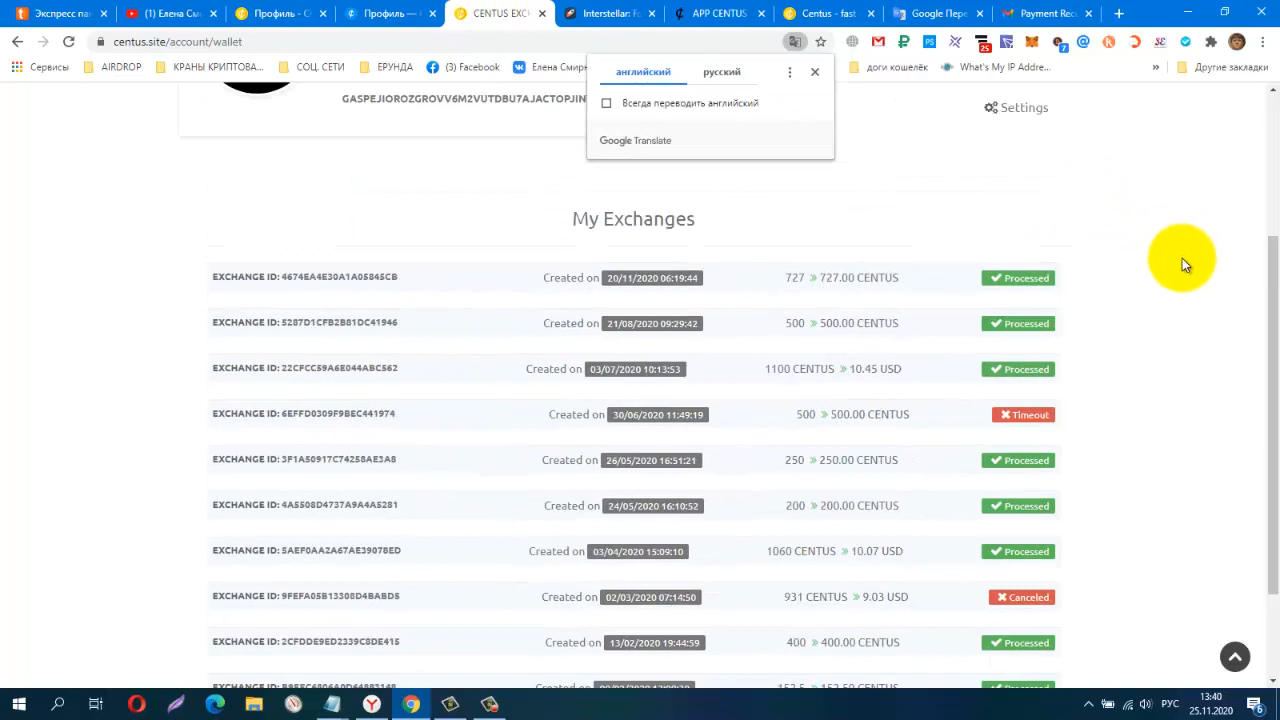 Экспресс па
(1) Елена См
Профиль - C
Профиль —
CENTUS EXC
Interstellar: Fo
APP CENTUS
Centus - fast
Google Пере
Payment Rec
centus.site/account/wallet
25
7
Сервисы
AIRDROP
КРАНЫ КРИПТОВА...
СОЦ. СЕТИ
ЕРУНДА
(3) Facebook
Елена Смир
доги кошелёк
What's My IP Addre...
»
Другие закладки
английский
русский
Всегда переводить английский
Google Translate
GASPEJIOROZGROVV6M2VUTDBU7AJACTOPJIN
Settings
My Exchanges
EXCHANGE ID: 4674EA4E30A1A05845CB Created on 20/11/2020 06:19:44 727 » 727.00 CENTUS Processed
EXCHANGE ID: 5287D1CFB2B81DC41946 Created on 21/08/2020 09:29:42 500 » 500.00 CENTUS Processed
EXCHANGE ID: 22CFCC59A6E044ABC562 Created on 03/07/2020 10:13:53 1100 CENTUS » 10.45 USD Processed
EXCHANGE ID: 6EFFD0309F9BEC441974 Created on 30/06/2020 11:49:19 500 » 500.00 CENTUS Timeout
EXCHANGE ID: 3F1A50917C74258AE3A8 Created on 26/05/2020 16:51:21 250 » 250.00 CENTUS Processed
EXCHANGE ID: 4A5508D4737A9A4A5281 Created on 24/05/2020 16:10:52 200 » 200.00 CENTUS Processed
EXCHANGE ID: 5AEF0AA2A67AE39078ED Created on 03/04/2020 15:09:10 1060 CENTUS » 10.07 USD Processed
EXCHANGE ID: 9FEFA05B13308D4BABD5 Created on 02/03/2020 07:14:50 931 CENTUS » 9.03 USD Canceled
EXCHANGE ID: 2CFDDE9ED2339C8DE415 Created on 13/02/2020 19:44:59 400 » 400.00 CENTUS Processed
РУС
13:40
25.11.2020
6